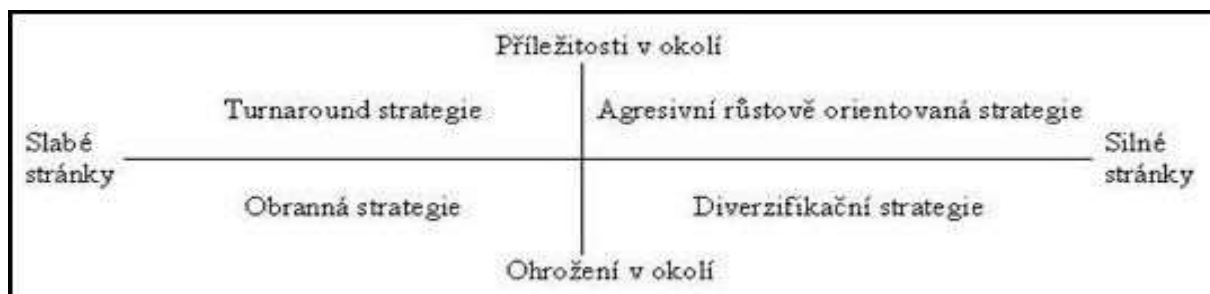 Příležitosti v okolí
Turnaround strategie
Agresivní růstově orientovaná strategie
Slabé
stránky
Silné
stránky
Obranná strategie
Diverzifikační strategie
Ohrožení v okolí